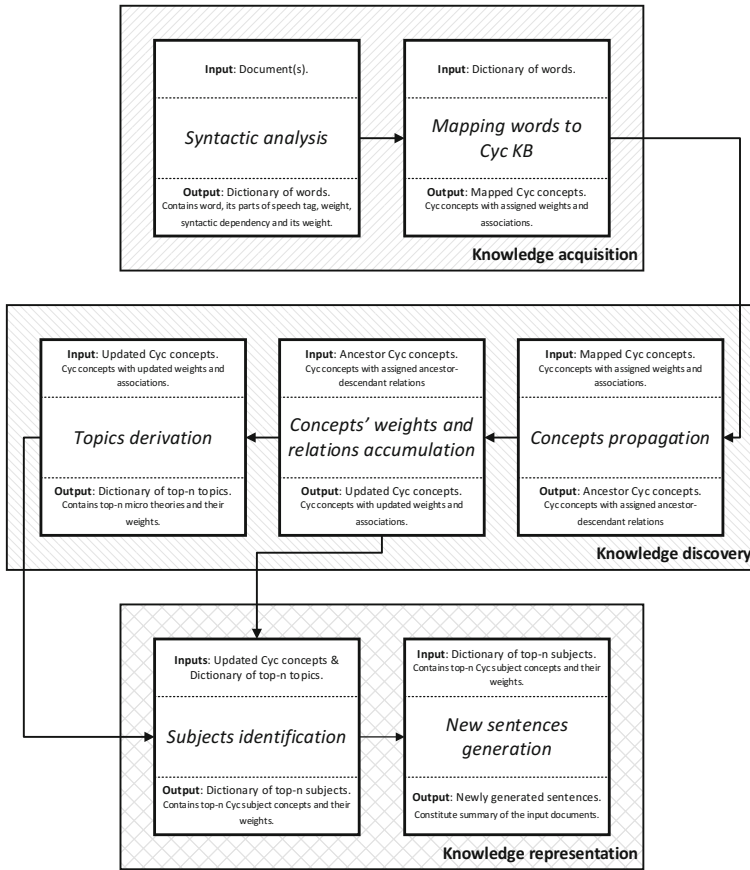 Input: Document(s).
Syntactic analysis
Output: Dictionary of words.
Contains word, its parts of speech tag, weight,
syntactic dependency and its weight.
Input: Dictionary of words.
Mapping words to
Cyc KB
Output: Mapped Cyc concepts.
Cyc concepts with assigned weights and
associations.
Knowledge acquisition
Input: Updated Cyc concepts.
Cyc concepts with updated weights and
associations.
Topics derivation
Output: Dictionary of top-n topics.
Contains top-n micro theories and their
weights.
Input: Ancestor Cyc concepts.
Cyc concepts with assigned ancestor-
descendant relations
Concepts’ weights and
relations accumulation
Output: Updated Cyc concepts.
Cyc concepts with updated weights and
associations.
Input: Mapped Cyc concepts.
Cyc concepts with assigned weights and
associations.
Concepts propagation
Output: Ancestor Cyc concepts.
Cyc concepts with assigned ancestor-
descendant relations
Knowledge discovery
Inputs: Updated Cyc concepts &
Dictionary of top-n topics.
Subjects identification
Output: Dictionary of top-n subjects.
Contains top-n Cyc subject concepts and their
weights.
Input: Dictionary of top-n subjects.
Contains top-n Cyc subject concepts and their
weights.
New sentences
generation
Output: Newly generated sentences.
Constitute summary of the input documents.
Knowledge representation